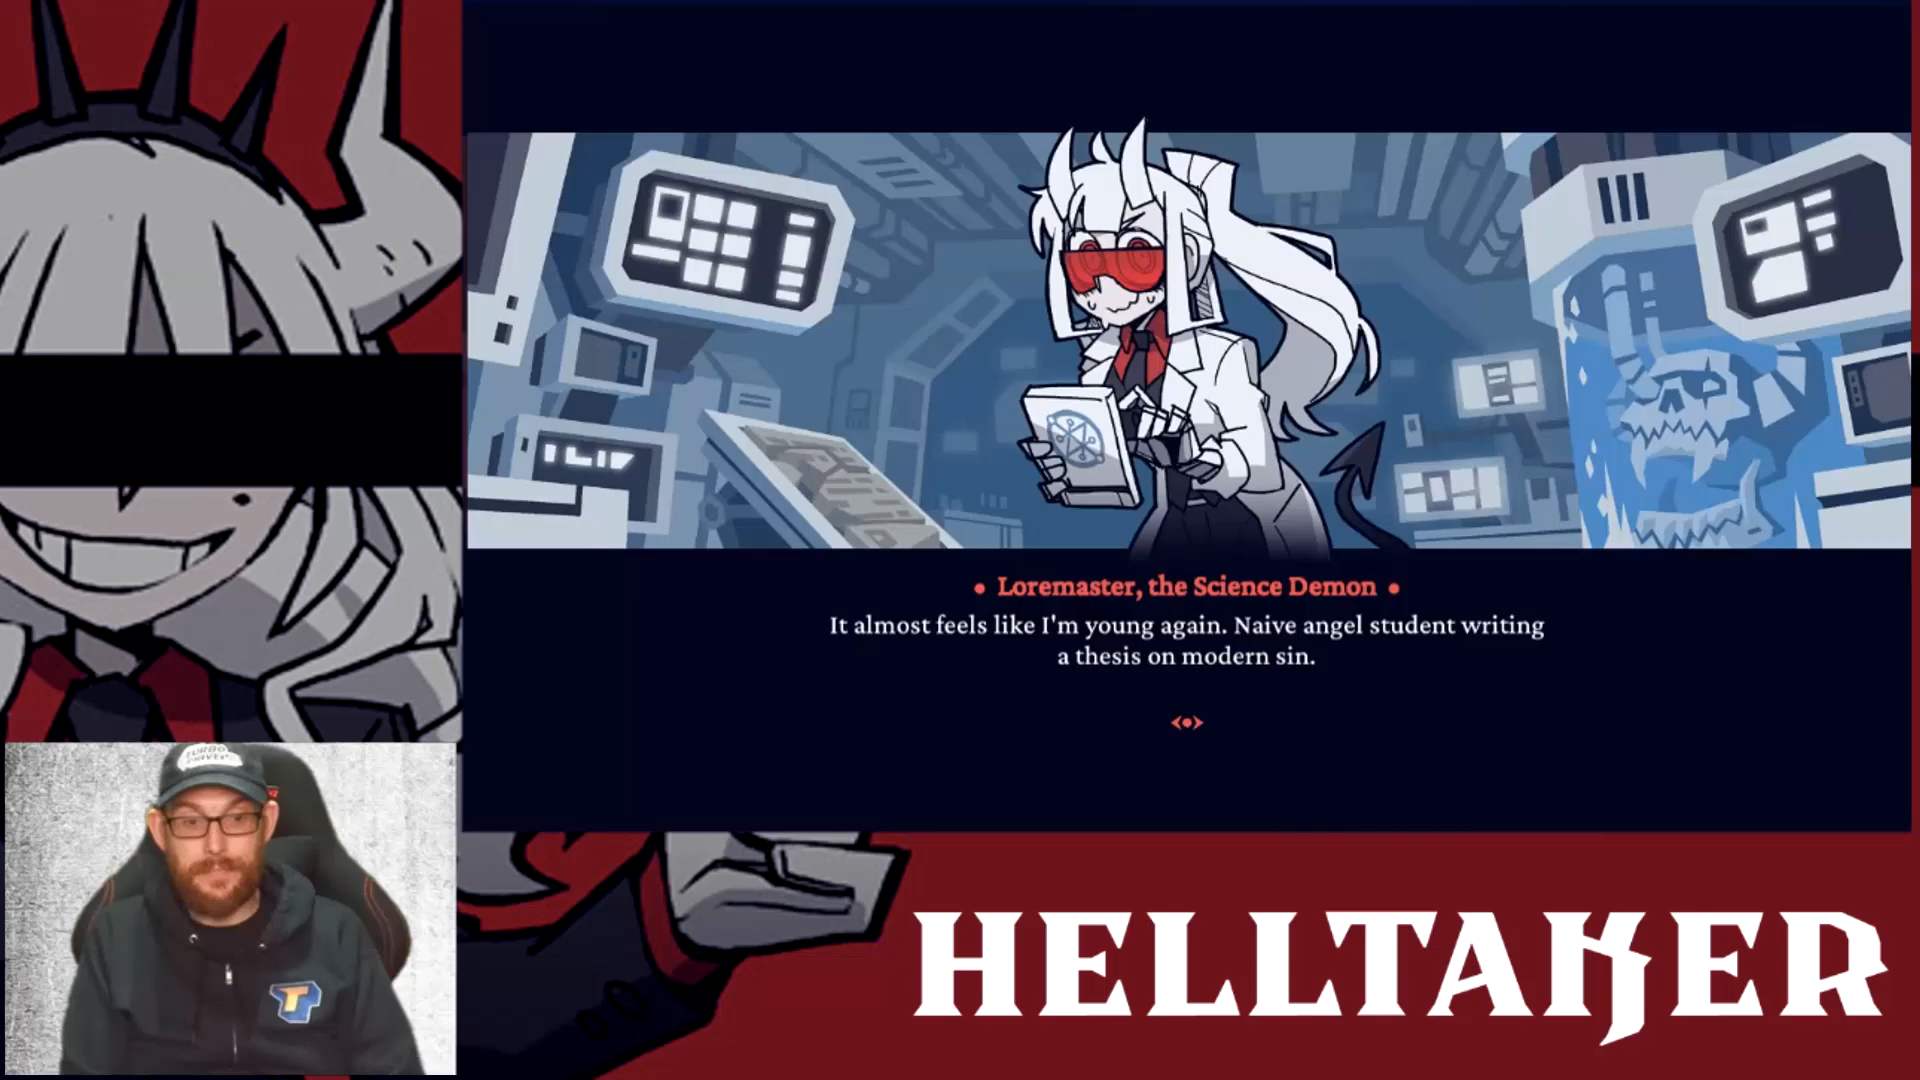 • Loremaster, the Science Demon •
It almost feels like I'm young again. Naive angel student writing
a thesis on modern sin.
TURBO
HELLTAKER
T